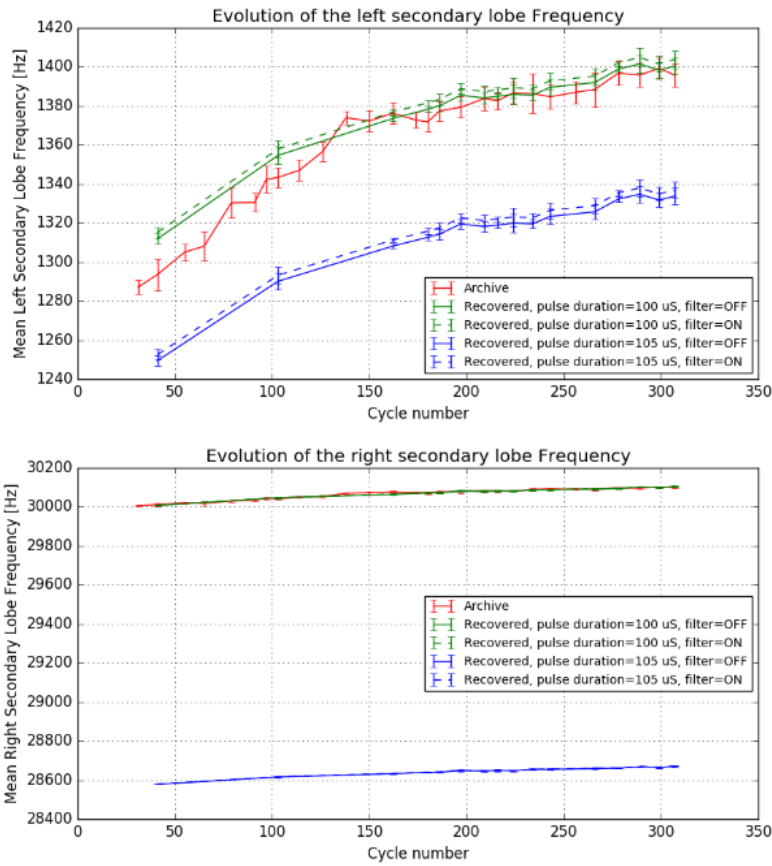 Evolution of the left secondary lobe Frequency
Mean Left Secondary Lobe Frequency [Hz]
1420
1400
1380
1360
1340
1320
1300
1280
1260
1240
Archive
Recovered, pulse duration=100 uS, filter=OFF
Recovered, pulse duration=100 uS, filter=ON
Recovered, pulse duration=105 uS, filter=OFF
Recovered, pulse duration=105 uS, filter=ON
0 50 100 150 200 250 300 350
Cycle number
Evolution of the right secondary lobe Frequency
Mean Right Secondary Lobe Frequency [Hz]
30200
30000
29800
29600
29400
29200
29000
28800
28600
28400
Archive
Recovered, pulse duration=100 uS, filter=OFF
Recovered, pulse duration=100 uS, filter=ON
Recovered, pulse duration=105 uS, filter=OFF
Recovered, pulse duration=105 uS, filter=ON
0 50 100 150 200 250 300 350
Cycle number